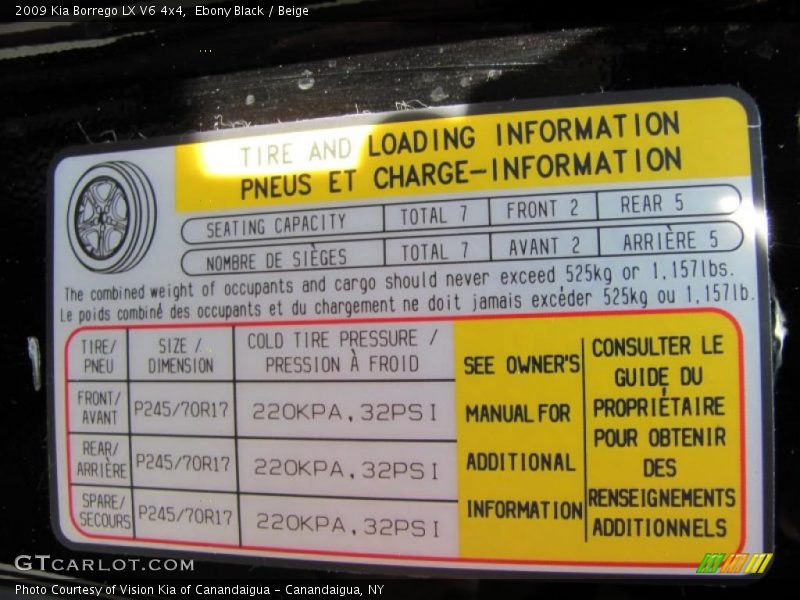 2009 Kia Borrego LX V6 4x4, Ebony Black / Beige
TIRE AND LOADING INFORMATION
PNEUS ET CHARGE-INFORMATION
SEATING CAPACITY TOTAL 7 FRONT 2 REAR 5
NOMBRE DE SIÈGES TOTAL 7 AVANT 2 ARRIÈRE 5
The combined weight of occupants and cargo should never exceed 525kg or 1,157lbs.
Le poids combiné des occupants et du chargement ne doit jamais excéder 525kg ou 1,157lb.
TIRE/
PNEU
SIZE /
DIMENSION
COLD TIRE PRESSURE /
PRESSION À FROID
FRONT/
AVANT
P245/70R17
220KPA,32PSI
REAR/
ARRIÈRE
P245/70R17
220KPA,32PSI
SPARE/
SECOURS
P245/70R17
220KPA,32PSI
SEE OWNER'S
MANUAL FOR
ADDITIONAL
INFORMATION
CONSULTER LE
GUIDE DU
PROPRIÉTAIRE
POUR OBTENIR
DES
RENSEIGNEMENTS
ADDITIONNELS
GTCARLOT.COM
Photo Courtesy of Vision Kia of Canandaigua - Canandaigua, NY